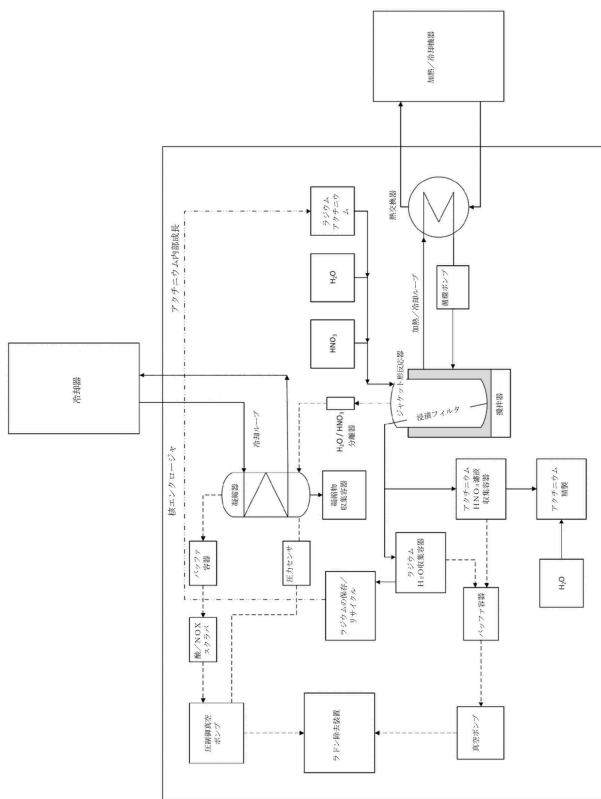 加熱／冷却機器
熱交換器
循環ポンプ
加熱/冷却ループ
アクチニウム内部成長
ラジウム
アクチニウ
ム
H₂O
HNO₃
ジャケット形反応器
浸漬フィルタ
攪拌器
冷却器
冷却ループ
核エンクロージャ
H₂O / HNO₃
分離器
凝縮器
凝縮物
収集容器
バッファ
容器
圧力センサ
酸／NOX
スクラバ
圧制御真空
ポンプ
ラドン除去装置
真空ポンプ
ラジウムの保存／
リサイクル
ラジウム
H₂O収集容器
バッファ容器
アクチニウム
HNO₃濾液
収集容器
アクチニウム
精製
H₂O